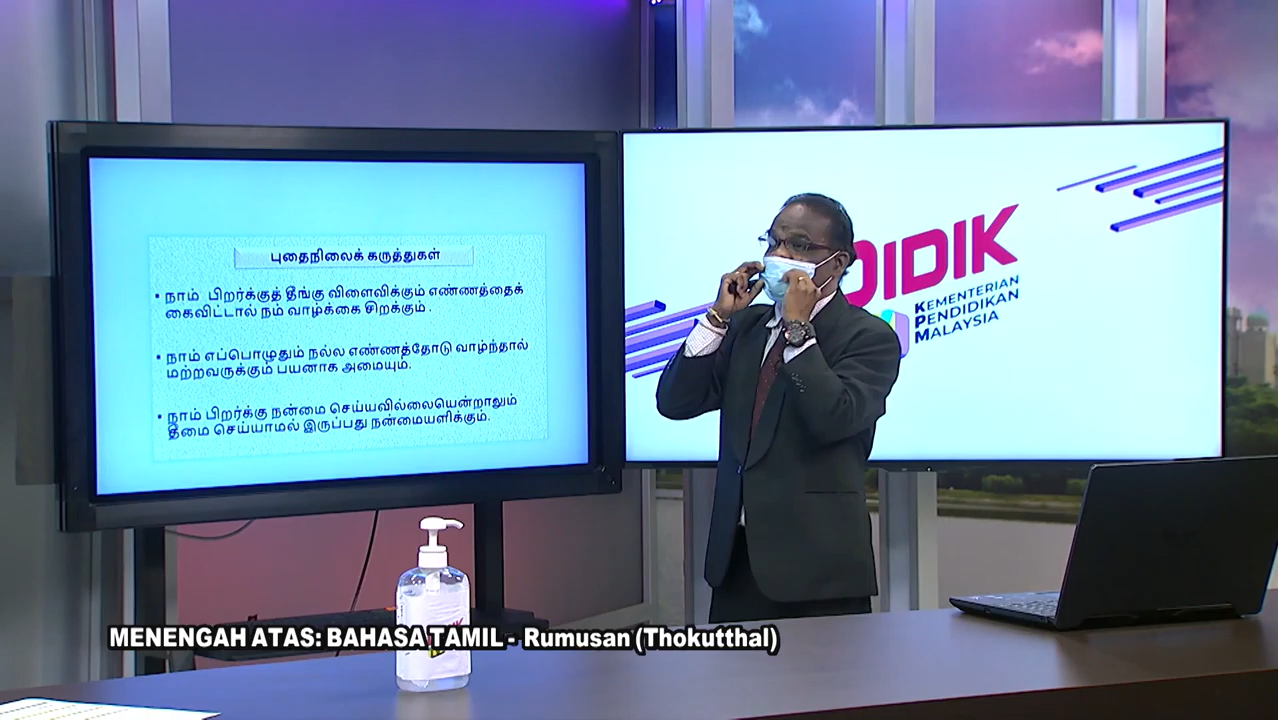 புதைநிலைக் கருத்துகள்
• நாம் பிறர்க்குத் தீங்கு விளைவிக்கும் எண்ணத்தைக்
கைவிட்டால் நம் வாழ்க்கை சிறக்கும் .
• நாம் எப்பொழுதும் நல்ல எண்ணத்தோடு வாழ்ந்தால்
மற்றவருக்கும் பயனாக அமையும்.
• நாம் பிறர்க்கு நன்மை செய்யவில்லையென்றாலும்
தீமை செய்யாமல் இருப்பது நன்மையளிக்கும்.
DIDIK
KEMENTERIAN
PENDIDIKAN
MALAYSIA
MENENGAH ATAS: BAHASA TAMIL - Rumusan (Thokutthal)